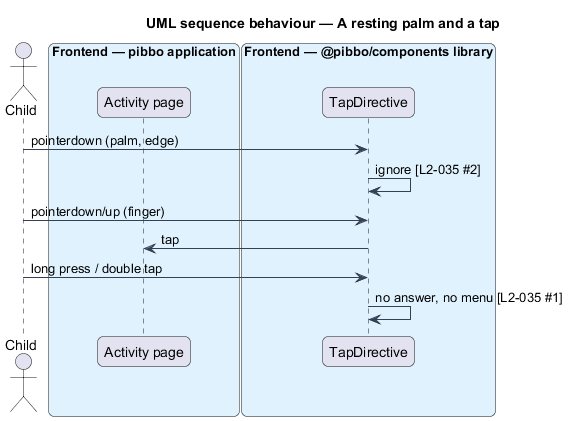 UML sequence behaviour — A resting palm and a tap
Frontend — pibbo application
Frontend — @pibbo/components library
Child
Activity page
TapDirective
pointerdown (palm, edge)
ignore [L2-035 #2]
pointerdown/up (finger)
tap
long press / double tap
no answer, no menu [L2-035 #1]
Child
Activity page
TapDirective